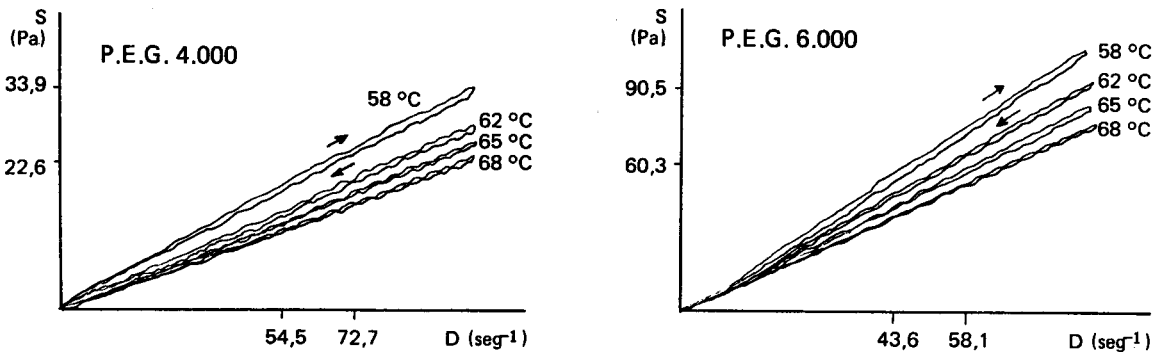 S
(Pa)
P.E.G. 4.000
33,9
22,6
58 °C
62 °C
65 °C
68 °C
54,5
72,7
D (seg-1)
S
(Pa)
P.E.G. 6.000
90,5
60,3
58 °C
62 °C
65 °C
68 °C
43,6
58,1
D (seg-1)